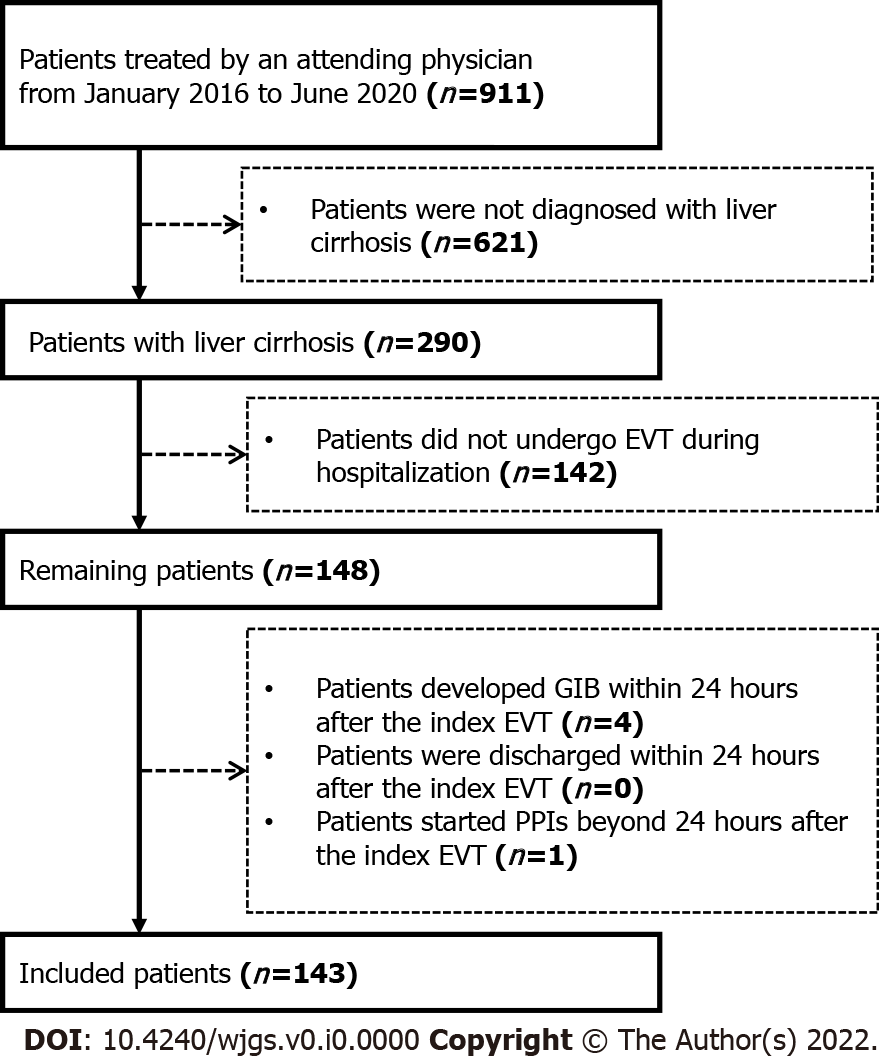 Patients treated by an attending physician
from January 2016 to June 2020 (n=911)
• Patients were not diagnosed with liver
cirrhosis (n=621)
Patients with liver cirrhosis (n=290)
• Patients did not undergo EVT during
hospitalization (n=142)
Remaining patients (n=148)
• Patients developed GIB within 24 hours
after the index EVT (n=4)
• Patients were discharged within 24 hours
after the index EVT (n=0)
• Patients started PPIs beyond 24 hours after
the index EVT (n=1)
Included patients (n=143)
DOI: 10.4240/wjgs.v0.i0.0000 Copyright © The Author(s) 2022.